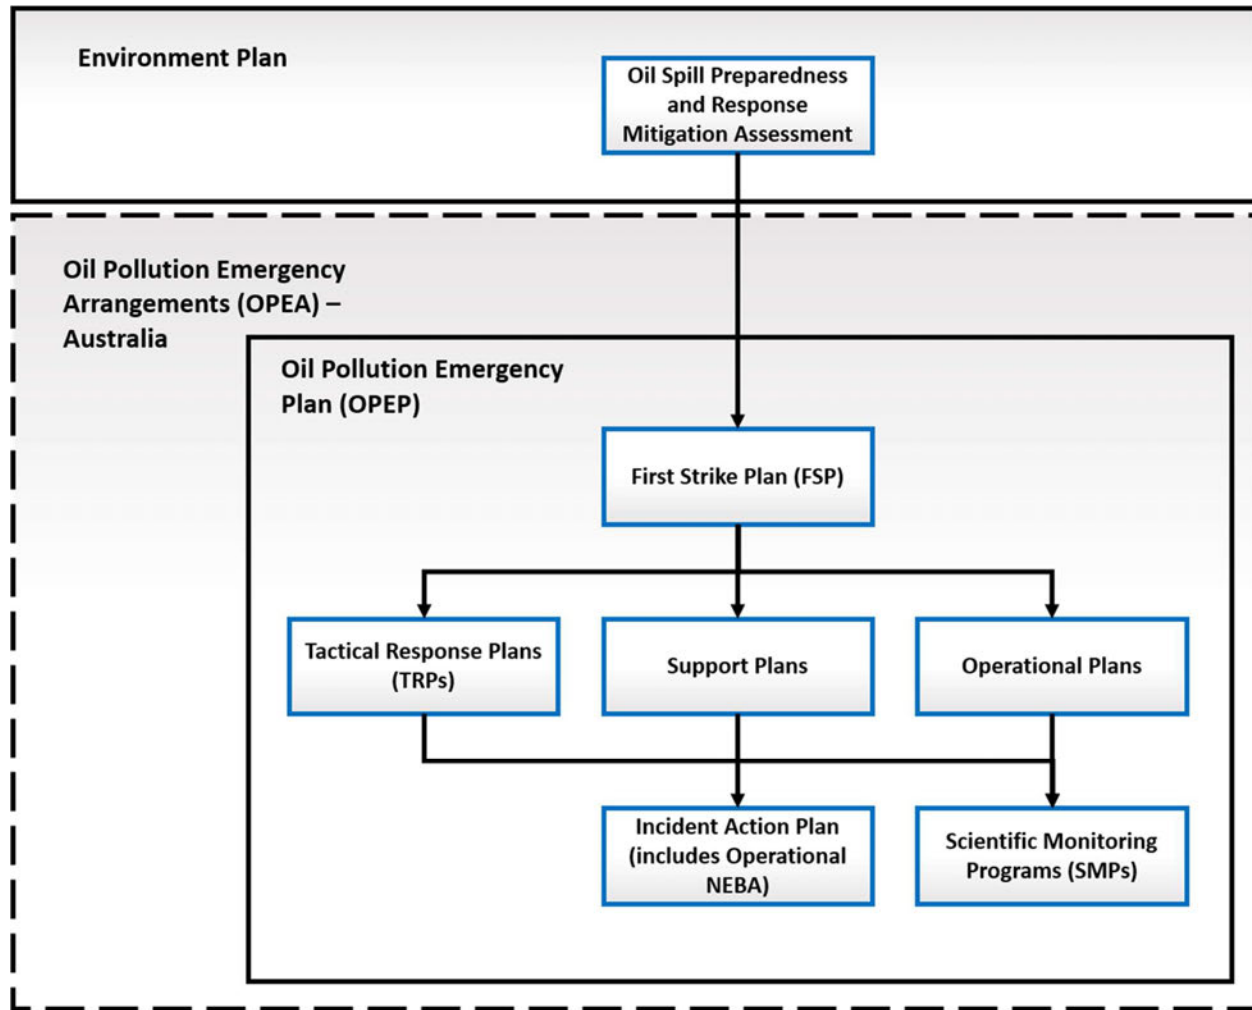 Environment Plan
Oil Spill Preparedness
and Response
Mitigation Assessment
Oil Pollution Emergency
Arrangements (OPEA) –
Australia
Oil Pollution Emergency
Plan (OPEP)
First Strike Plan (FSP)
Tactical Response Plans
(TRPs)
Support Plans
Operational Plans
Incident Action Plan
(includes Operational
NEBA)
Scientific Monitoring
Programs (SMPs)